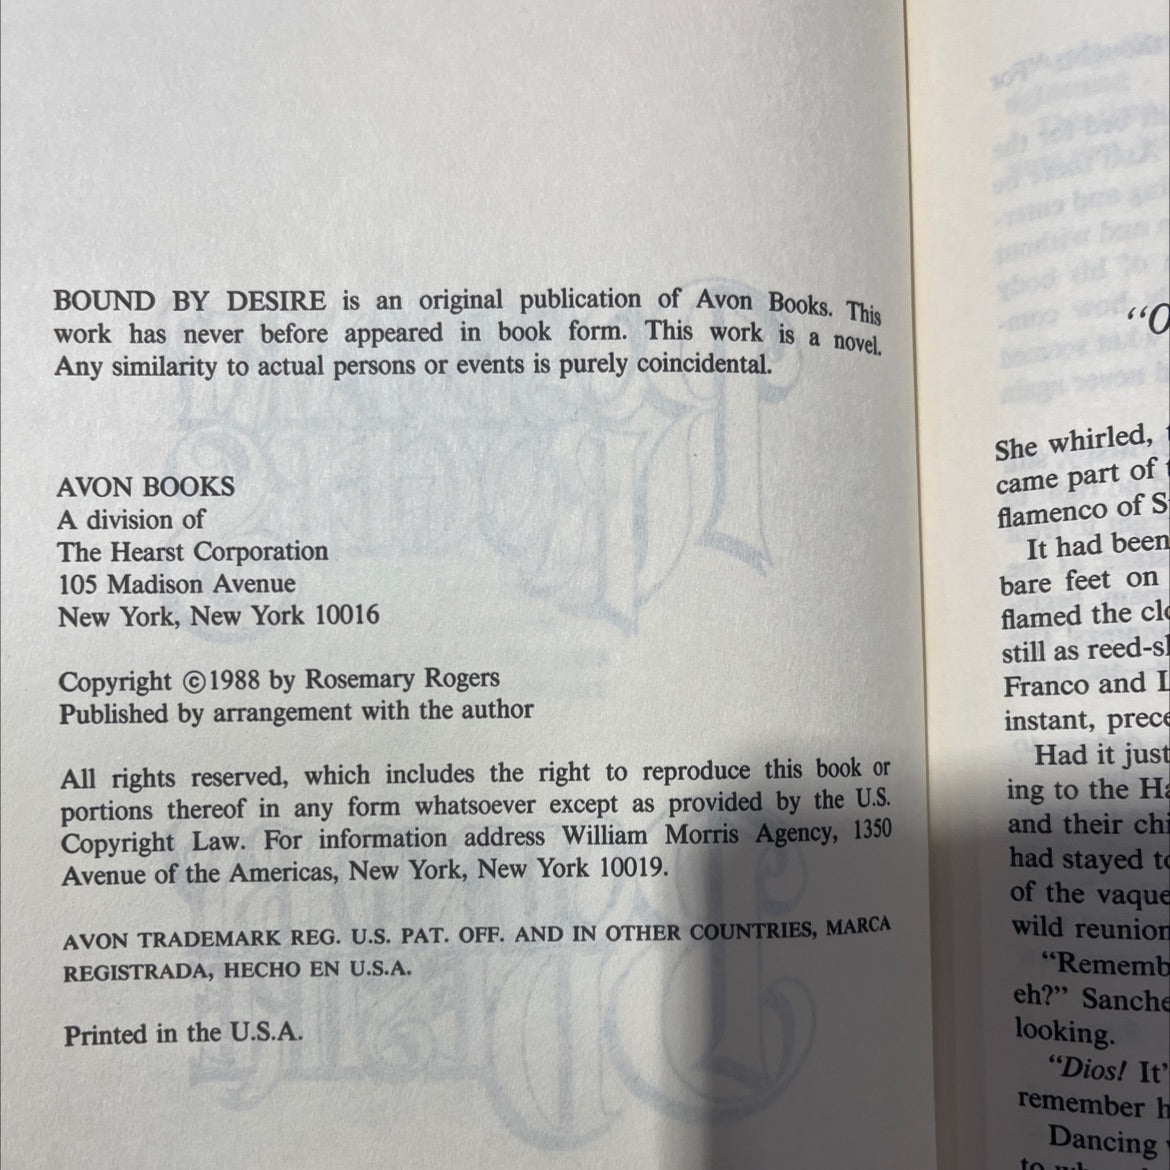 BOUND BY DESIRE is an original publication of Avon Books. This
work has never before appeared in book form. This work is a novel.
Any similarity to actual persons or events is purely coincidental.
AVON BOOKS
A division of
The Hearst Corporation
105 Madison Avenue
New York, New York 10016
Copyright ©1988 by Rosemary Rogers
Published by arrangement with the author
All rights reserved, which includes the right to reproduce this book or
portions thereof in any form whatsoever except as provided by the U.S.
Copyright Law. For information address William Morris Agency, 1350
Avenue of the Americas, New York, New York 10019.
AVON TRADEMARK REG. U.S. PAT. OFF. AND IN OTHER COUNTRIES, MARCA
REGISTRADA, HECHO EN U.S.A.
Printed in the U.S.A.
“O
She whirled,
came part of
flamenco of S
It had been
bare feet on
flamed the clo
still as reed-sl
Franco and L
instant, prece
Had it just
ing to the Ha
and their chi
had stayed to
of the vaque
wild reunion
“Rememb
eh?” Sanche
looking.
“Dios! It’
remember h
Dancing